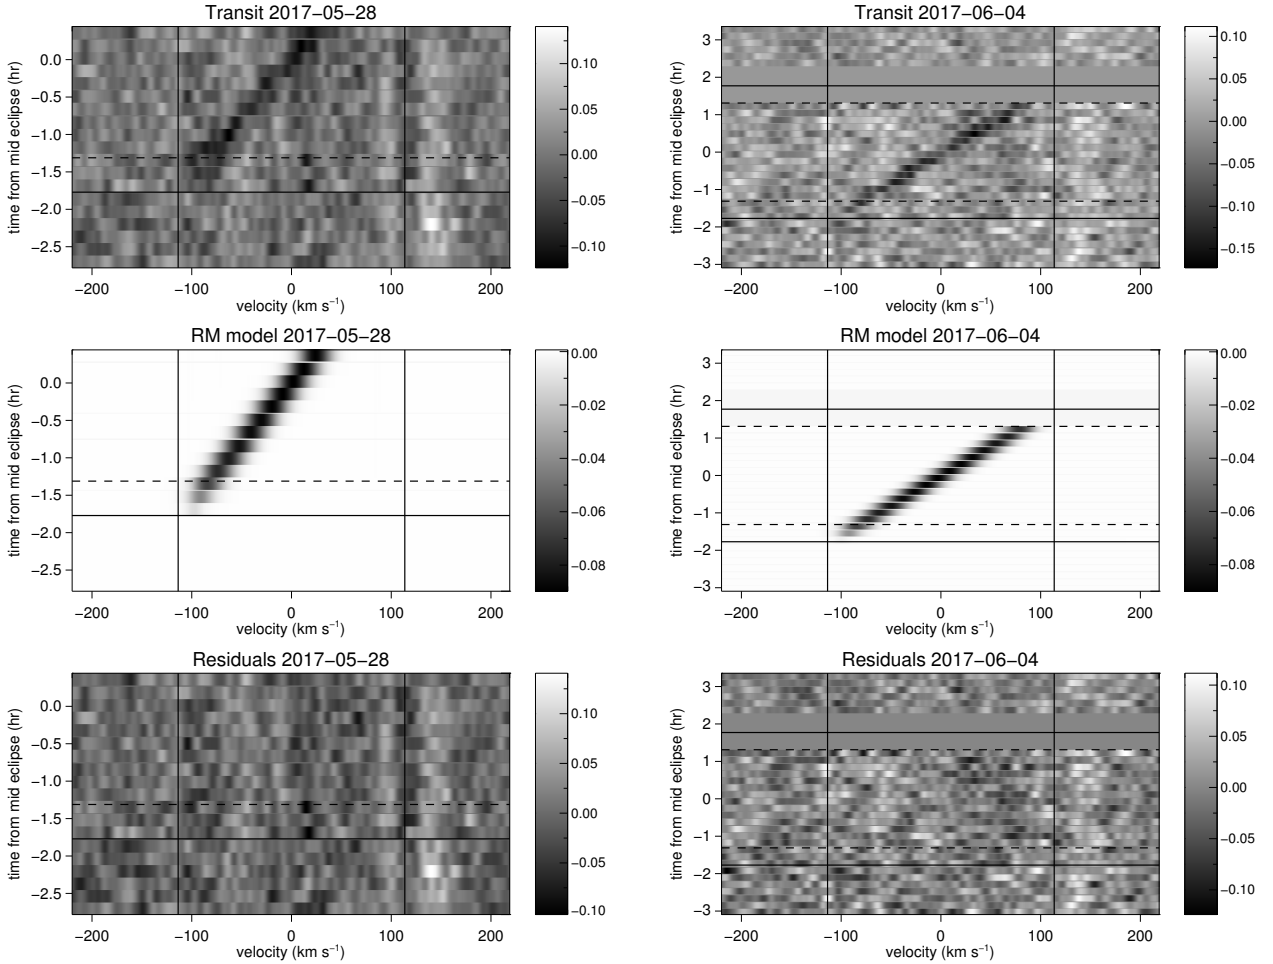 Transit 2017−05−28
time from mid eclipse (hr)
0.0
−0.5
−1.0
−1.5
−2.0
−2.5
−200 −100 0 100 200
velocity (km s−1)
0.10
0.05
0.00
−0.05
−0.10
Transit 2017−06−04
time from mid eclipse (hr)
3
2
1
0
−1
−2
−3
−200 −100 0 100 200
velocity (km s−1)
0.10
0.05
0.00
−0.05
−0.10
−0.15
RM model 2017−05−28
time from mid eclipse (hr)
0.0
−0.5
−1.0
−1.5
−2.0
−2.5
−200 −100 0 100 200
velocity (km s−1)
0.00
−0.02
−0.04
−0.06
−0.08
RM model 2017−06−04
time from mid eclipse (hr)
3
2
1
0
−1
−2
−3
−200 −100 0 100 200
velocity (km s−1)
0.00
−0.02
−0.04
−0.06
−0.08
Residuals 2017−05−28
time from mid eclipse (hr)
0.0
−0.5
−1.0
−1.5
−2.0
−2.5
−200 −100 0 100 200
velocity (km s−1)
0.10
0.05
0.00
−0.05
−0.10
Residuals 2017−06−04
time from mid eclipse (hr)
3
2
1
0
−1
−2
−3
−200 −100 0 100 200
velocity (km s−1)
0.10
0.05
0.00
−0.05
−0.10